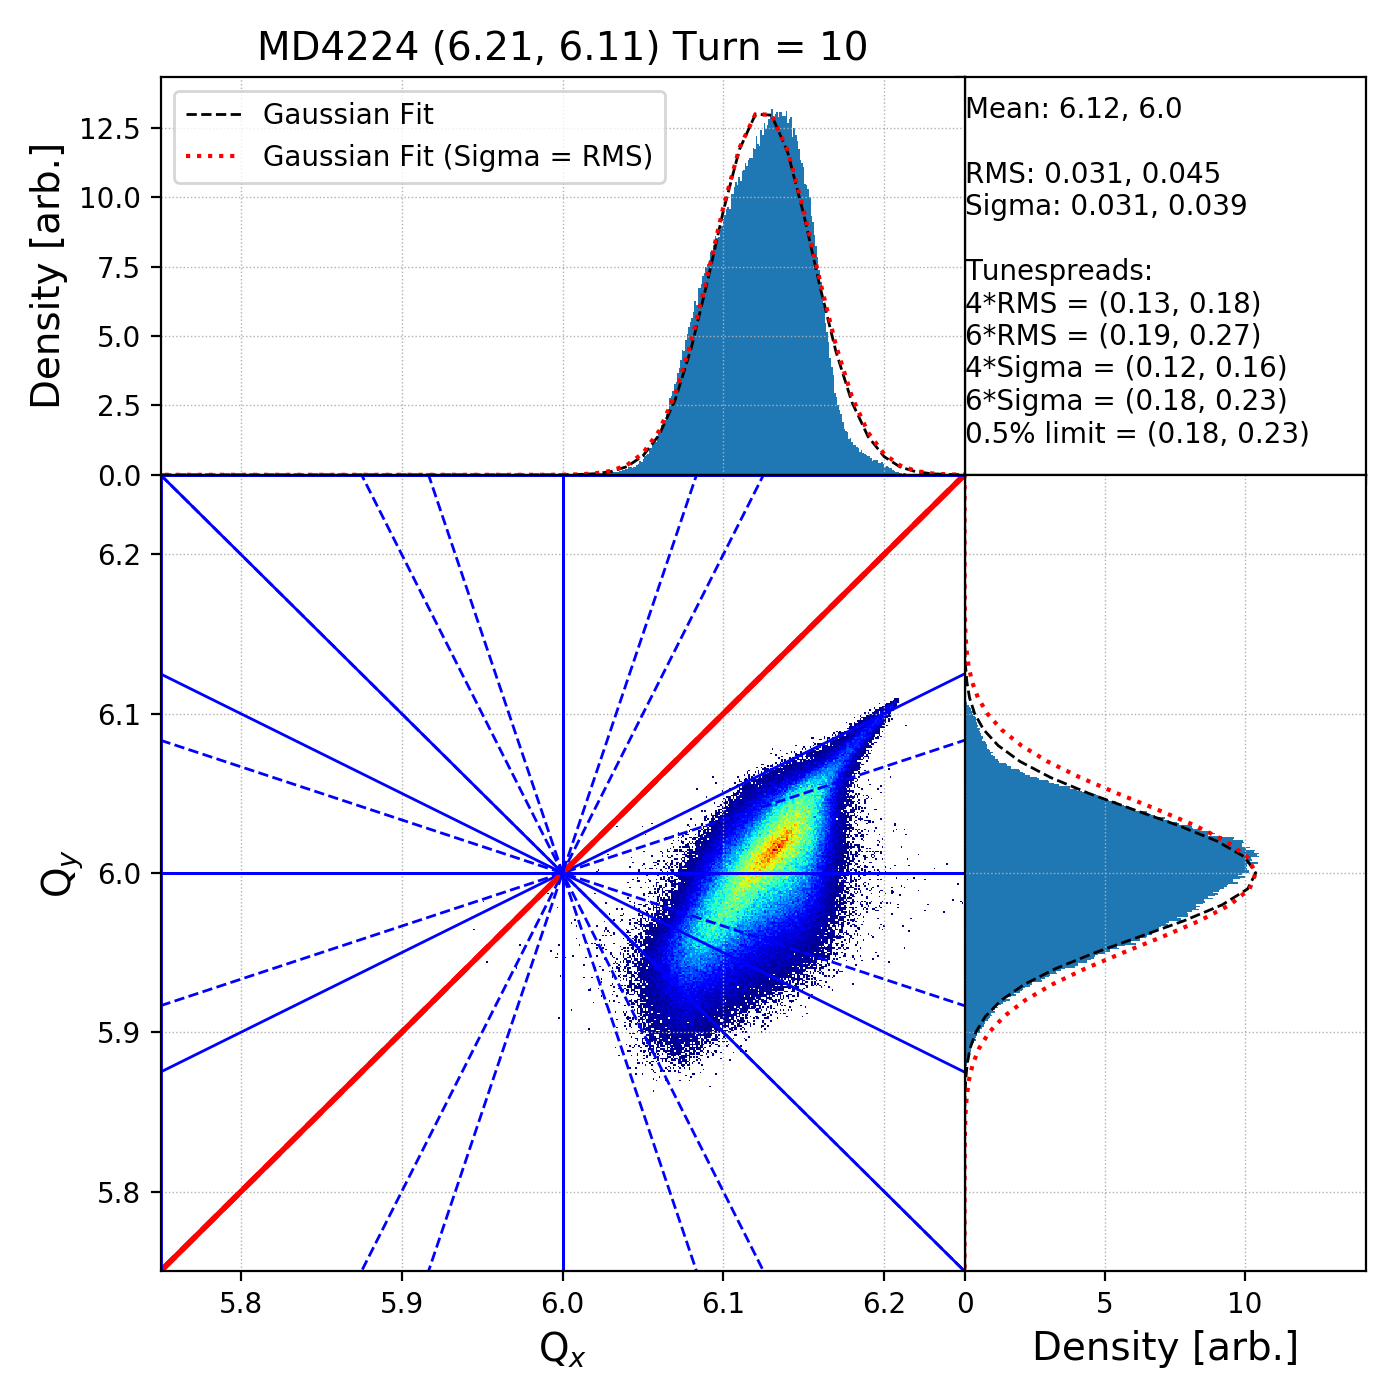 MD4224 (6.21, 6.11) Turn = 10
Gaussian Fit
Gaussian Fit (Sigma = RMS)
Density [arb.]
12.5
10.0
7.5
5.0
2.5
0.0
Mean: 6.12, 6.0
RMS: 0.031, 0.045
Sigma: 0.031, 0.039
Tunespreads:
4*RMS = (0.13, 0.18)
6*RMS = (0.19, 0.27)
4*Sigma = (0.12, 0.16)
6*Sigma = (0.18, 0.23)
0.5% limit = (0.18, 0.23)
Qy
6.2
6.1
6.0
5.9
5.8
5.8 5.9 6.0 6.1 6.2
Qx
0 5 10
Density [arb.]